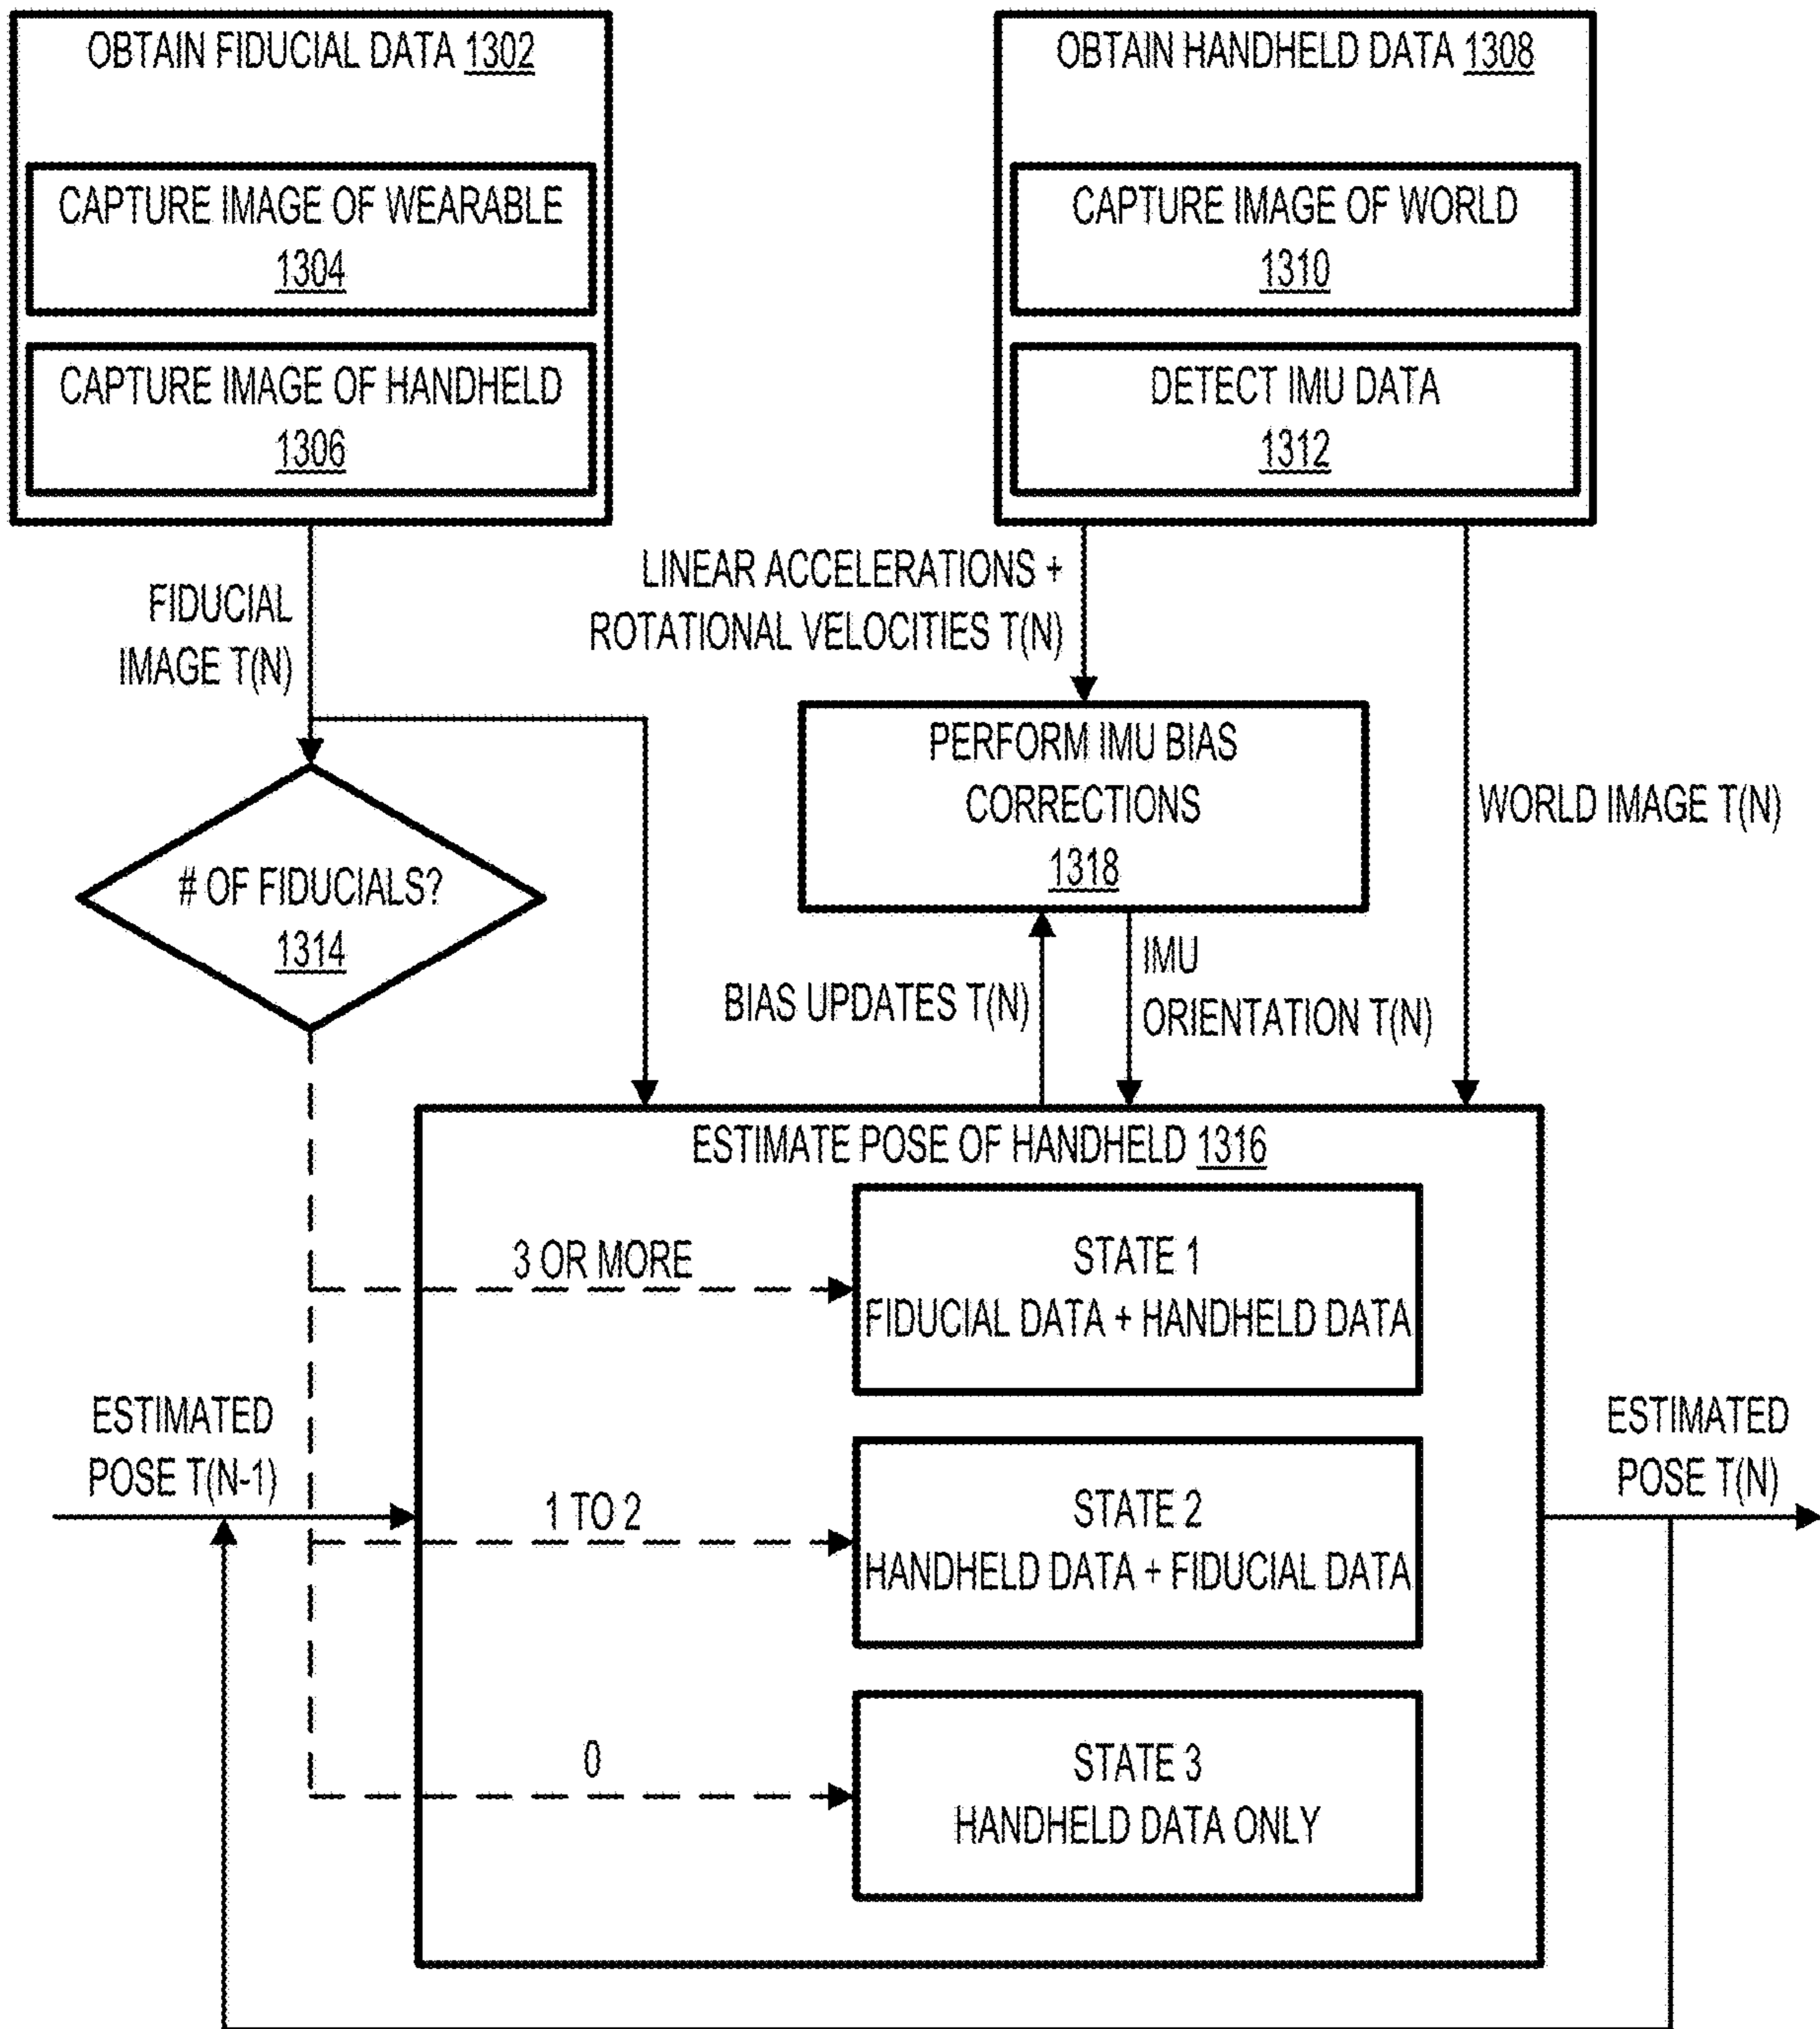 OBTAIN FIDUCIAL DATA 1302
CAPTURE IMAGE OF WEARABLE
1304
CAPTURE IMAGE OF HANDHELD
1306
OBTAIN HANDHELD DATA 1308
CAPTURE IMAGE OF WORLD
1310
DETECT IMU DATA
1312
FIDUCIAL
IMAGE T(N)
LINEAR ACCELERATIONS +
ROTATIONAL VELOCITIES T(N)
WORLD IMAGE T(N)
# OF FIDUCIALS?
1314
PERFORM IMU BIAS
CORRECTIONS
1318
BIAS UPDATES T(N)
IMU
ORIENTATION T(N)
ESTIMATE POSE OF HANDHELD 1316
3 OR MORE
STATE 1
FIDUCIAL DATA + HANDHELD DATA
ESTIMATED
POSE T(N-1)
1 TO 2
STATE 2
HANDHELD DATA + FIDUCIAL DATA
ESTIMATED
POSE T(N)
0
STATE 3
HANDHELD DATA ONLY